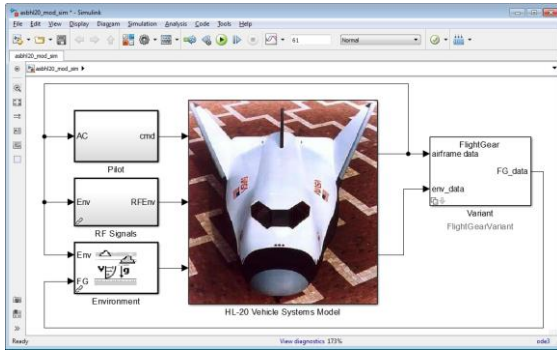 asbhl20_mod_sim * - Simulink
File Edit View Display Diagram Simulation Analysis Code Tools Help
61
Normal
asbhl20_mod_sim
asbhl20_mod_sim
AC
cmd
Pilot
Env
RFEnv
RF Signals
Env
FG
V
g
Environment
HL-20 Vehicle Systems Model
FlightGear
airframe data
FG_data
env_data
Variant
FlightGearVariant
Ready
View diagnostics 173%
ode3